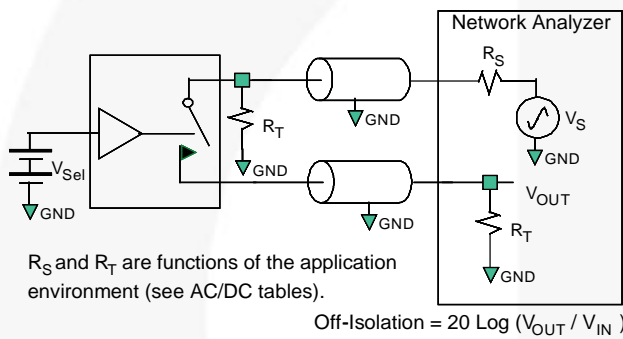 Network Analyzer
RS
VS
GND
GND
RT
GND
VSel
GND
VOUT
GND
RT
GND
RS and RT are functions of the application
environment (see AC/DC tables).
Off-Isolation = 20 Log (VOUT / VIN)